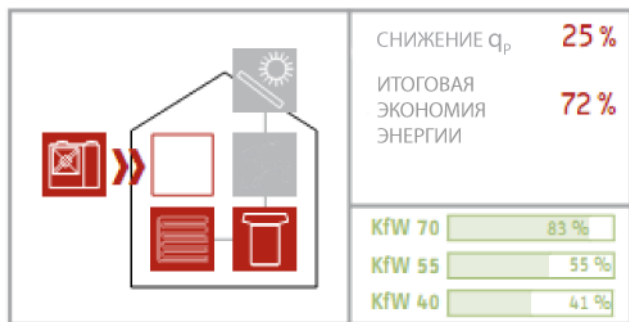 СНИЖЕНИЕ qₚ 25 %
ИТОГОВАЯ
ЭКОНОМИЯ 72 %
ЭНЕРГИИ
KfW 70 83 %
KfW 55 55 %
KfW 40 41 %